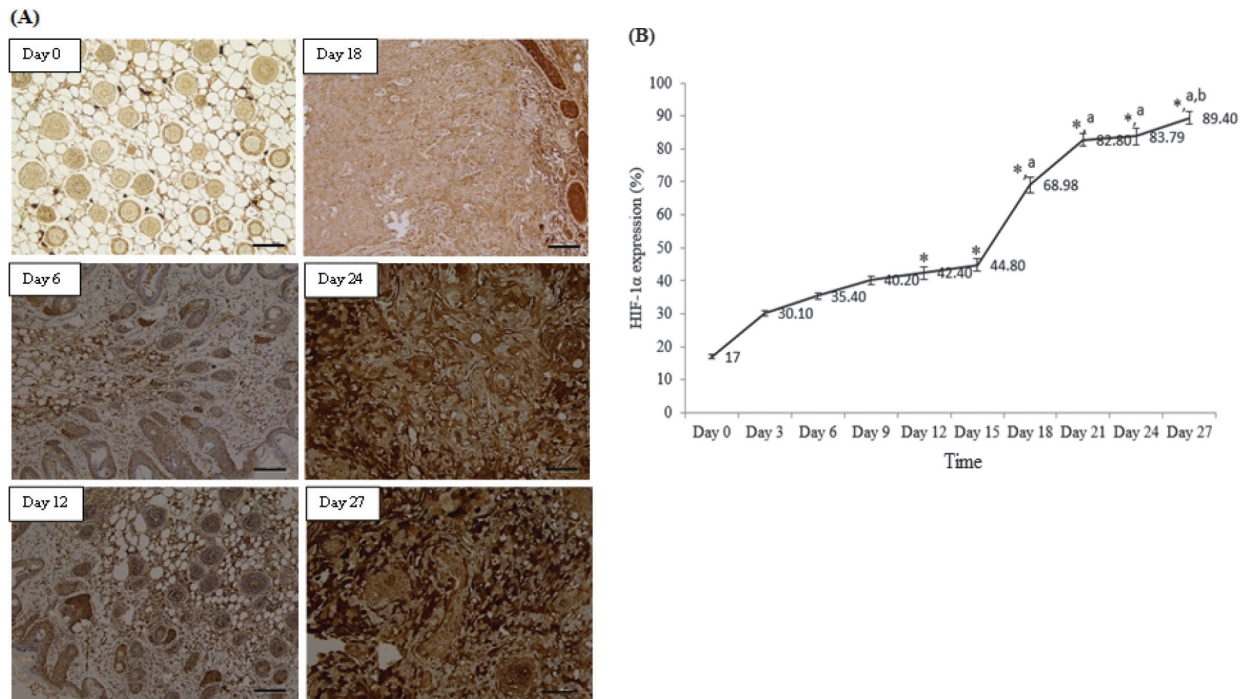 (A)
Day 0
Day 18
Day 6
Day 24
Day 12
Day 27
(B)
HIF-1α expression (%)
100
90
80
70
60
50
40
30
20
10
0
17
30.10
35.40
40.20
* 42.40
* 44.80
*,a 68.98
*,a 82.80
*,a 83.79
*,a,b 89.40
Day 0 Day 3 Day 6 Day 9 Day 12 Day 15 Day 18 Day 21 Day 24 Day 27
Time